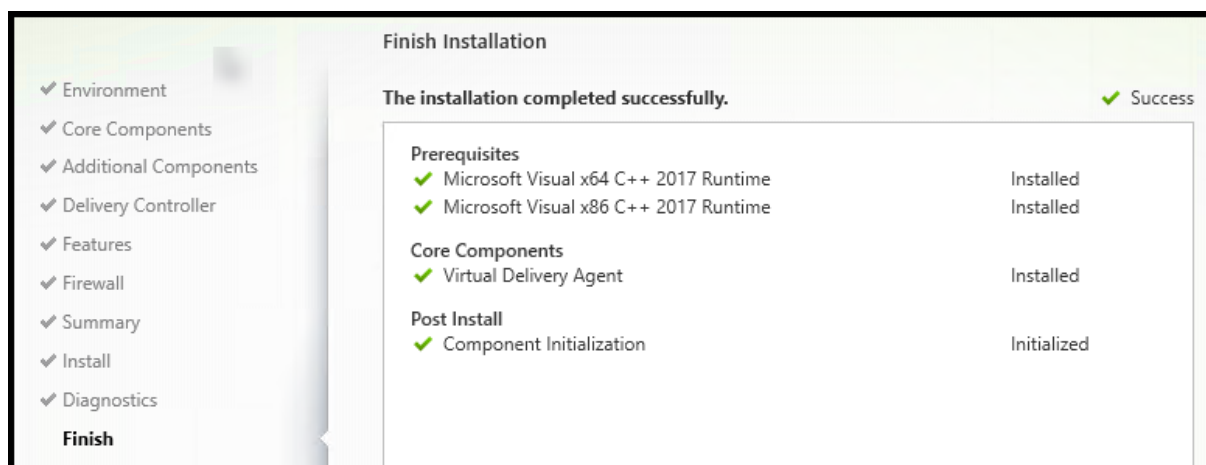 Finish Installation
Environment
Core Components
Additional Components
Delivery Controller
Features
Firewall
Summary
Install
Diagnostics
Finish
The installation completed successfully. Success
Prerequisites
Microsoft Visual x64 C++ 2017 Runtime Installed
Microsoft Visual x86 C++ 2017 Runtime Installed
Core Components
Virtual Delivery Agent Installed
Post Install
Component Initialization Initialized